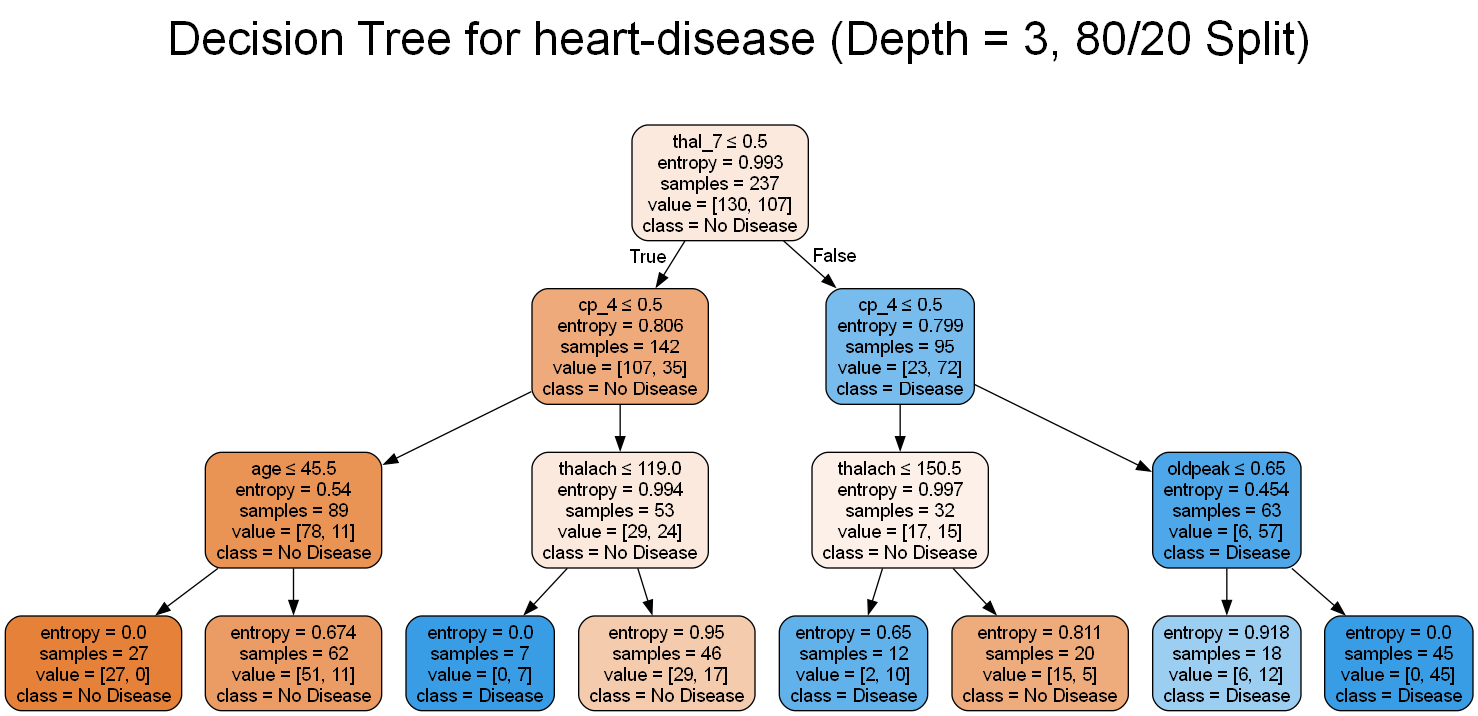 Decision Tree for heart-disease (Depth = 3, 80/20 Split)
thal_7 ≤ 0.5
entropy = 0.993
samples = 237
value = [130, 107]
class = No Disease
True
False
cp_4 ≤ 0.5
entropy = 0.806
samples = 142
value = [107, 35]
class = No Disease
cp_4 ≤ 0.5
entropy = 0.799
samples = 95
value = [23, 72]
class = Disease
age ≤ 45.5
entropy = 0.54
samples = 89
value = [78, 11]
class = No Disease
thalach ≤ 119.0
entropy = 0.994
samples = 53
value = [29, 24]
class = No Disease
thalach ≤ 150.5
entropy = 0.997
samples = 32
value = [17, 15]
class = No Disease
oldpeak ≤ 0.65
entropy = 0.454
samples = 63
value = [6, 57]
class = Disease
entropy = 0.0
samples = 27
value = [27, 0]
class = No Disease
entropy = 0.674
samples = 62
value = [51, 11]
class = No Disease
entropy = 0.0
samples = 7
value = [0, 7]
class = Disease
entropy = 0.95
samples = 46
value = [29, 17]
class = No Disease
entropy = 0.65
samples = 12
value = [2, 10]
class = Disease
entropy = 0.811
samples = 20
value = [15, 5]
class = No Disease
entropy = 0.918
samples = 18
value = [6, 12]
class = Disease
entropy = 0.0
samples = 45
value = [0, 45]
class = Disease